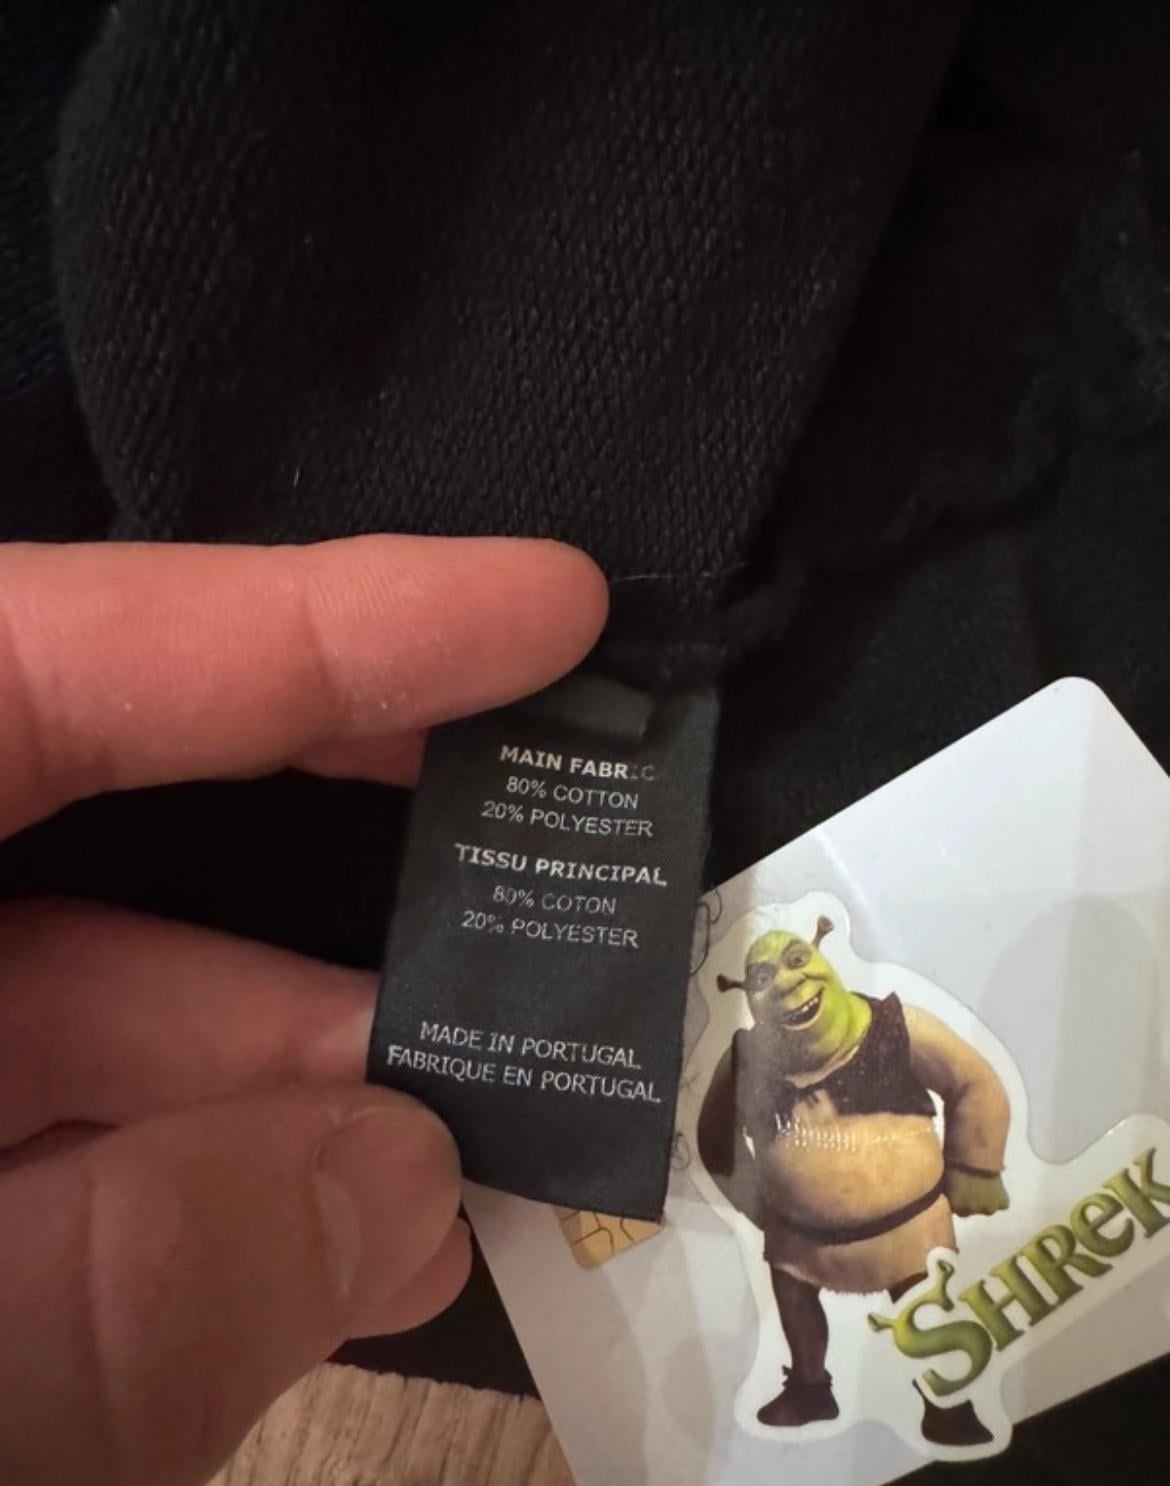 MAIN FABRIC
80% COTTON
20% POLYESTER
TISSU PRINCIPAL
80% COTON
20% POLYESTER
MADE IN PORTUGAL
FABRIQUE EN PORTUGAL
SHREK